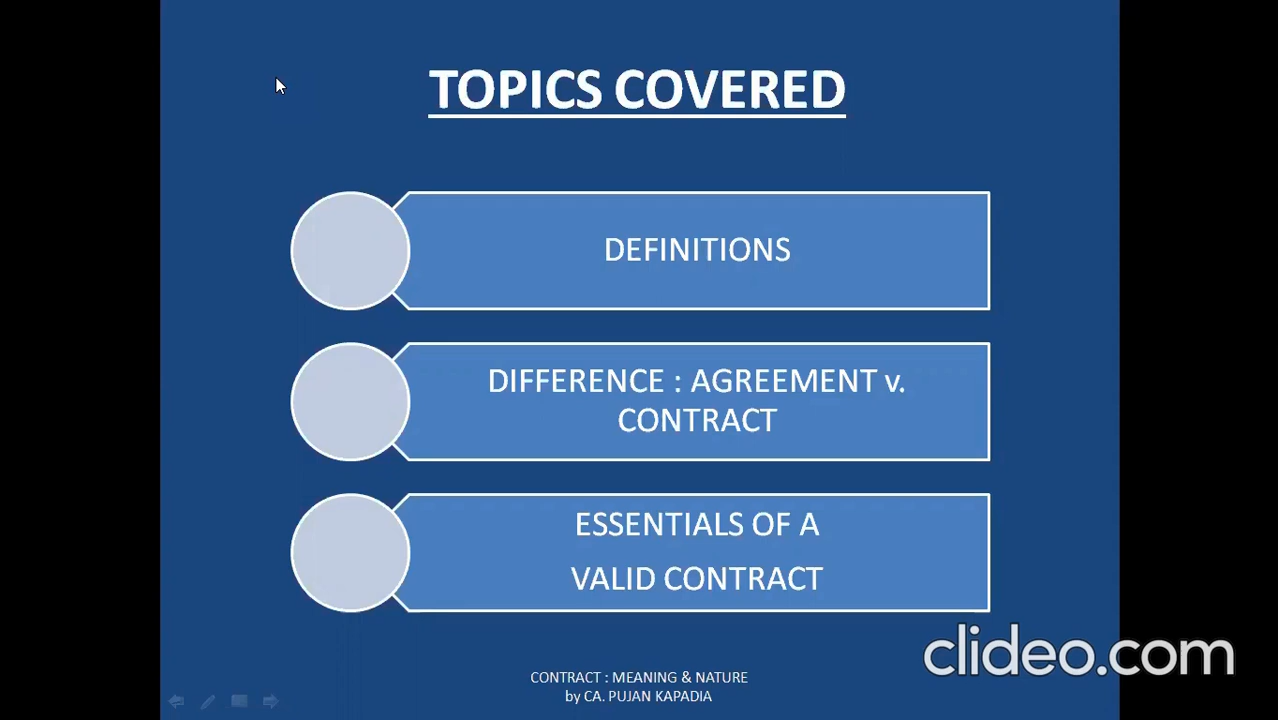 TOPICS COVERED
DEFINITIONS
DIFFERENCE : AGREEMENT v.
CONTRACT
ESSENTIALS OF A
VALID CONTRACT
CONTRACT : MEANING & NATURE
by CA. PUJAN KAPADIA
clideo.com